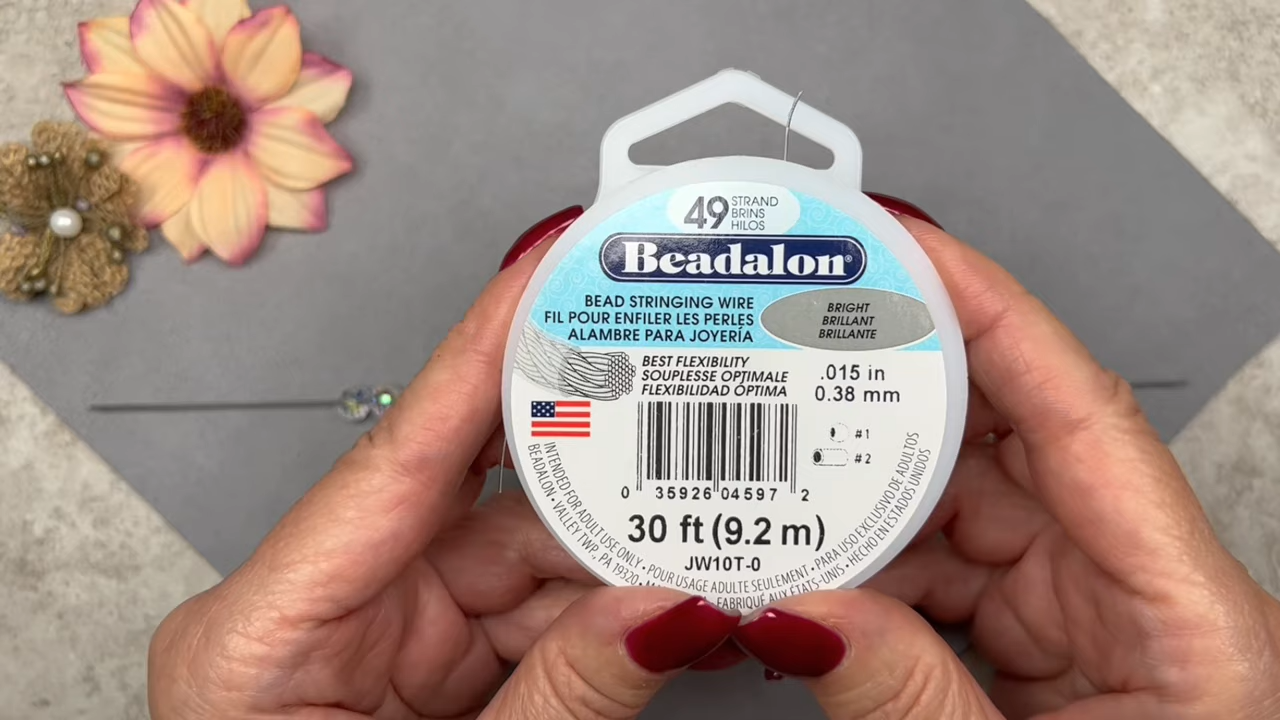 49 STRAND
BRINS
HILOS
Beadalon®
BEAD STRINGING WIRE
FIL POUR ENFILER LES PERLES
ALAMBRE PARA JOYERÍA
BRIGHT
BRILLANT
BRILLANTE
BEST FLEXIBILITY
SOUPLESSE OPTIMALE
FLEXIBILIDAD ÓPTIMA
.015 in
0.38 mm
#1
#2
0 35926 04597 2
30 ft (9.2 m)
JW10T-0
INTENDED FOR ADULT USE ONLY • POUR USAGE ADULTE SEULEMENT • PARA USO EXCLUSIVO DE ADULTOS
BEADALON • VALLEY TWP., PA 19320 • FABRIQUÉ AUX ÉTATS-UNIS • HECHO EN ESTADOS UNIDOS